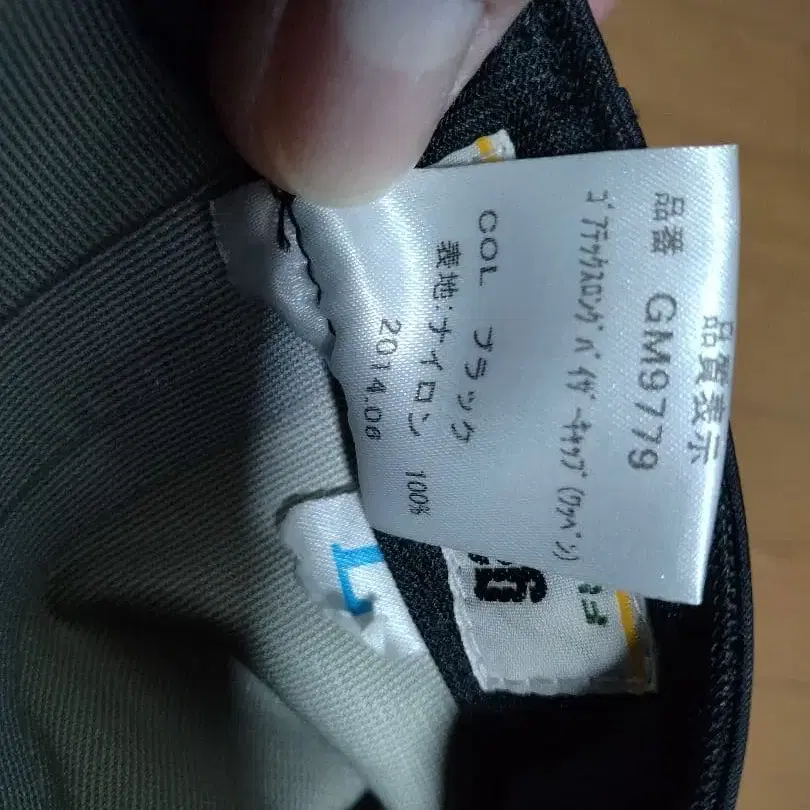 品質表示
品番 GM9779
ｺﾞｱﾃｯｸｽﾛﾝｸﾞﾊﾞｲｻﾞｰｷｬｯﾌﾟ(ﾜｯﾍﾟﾝ)
COL ブラック
表地:ナイロン 100%
2014.06
L